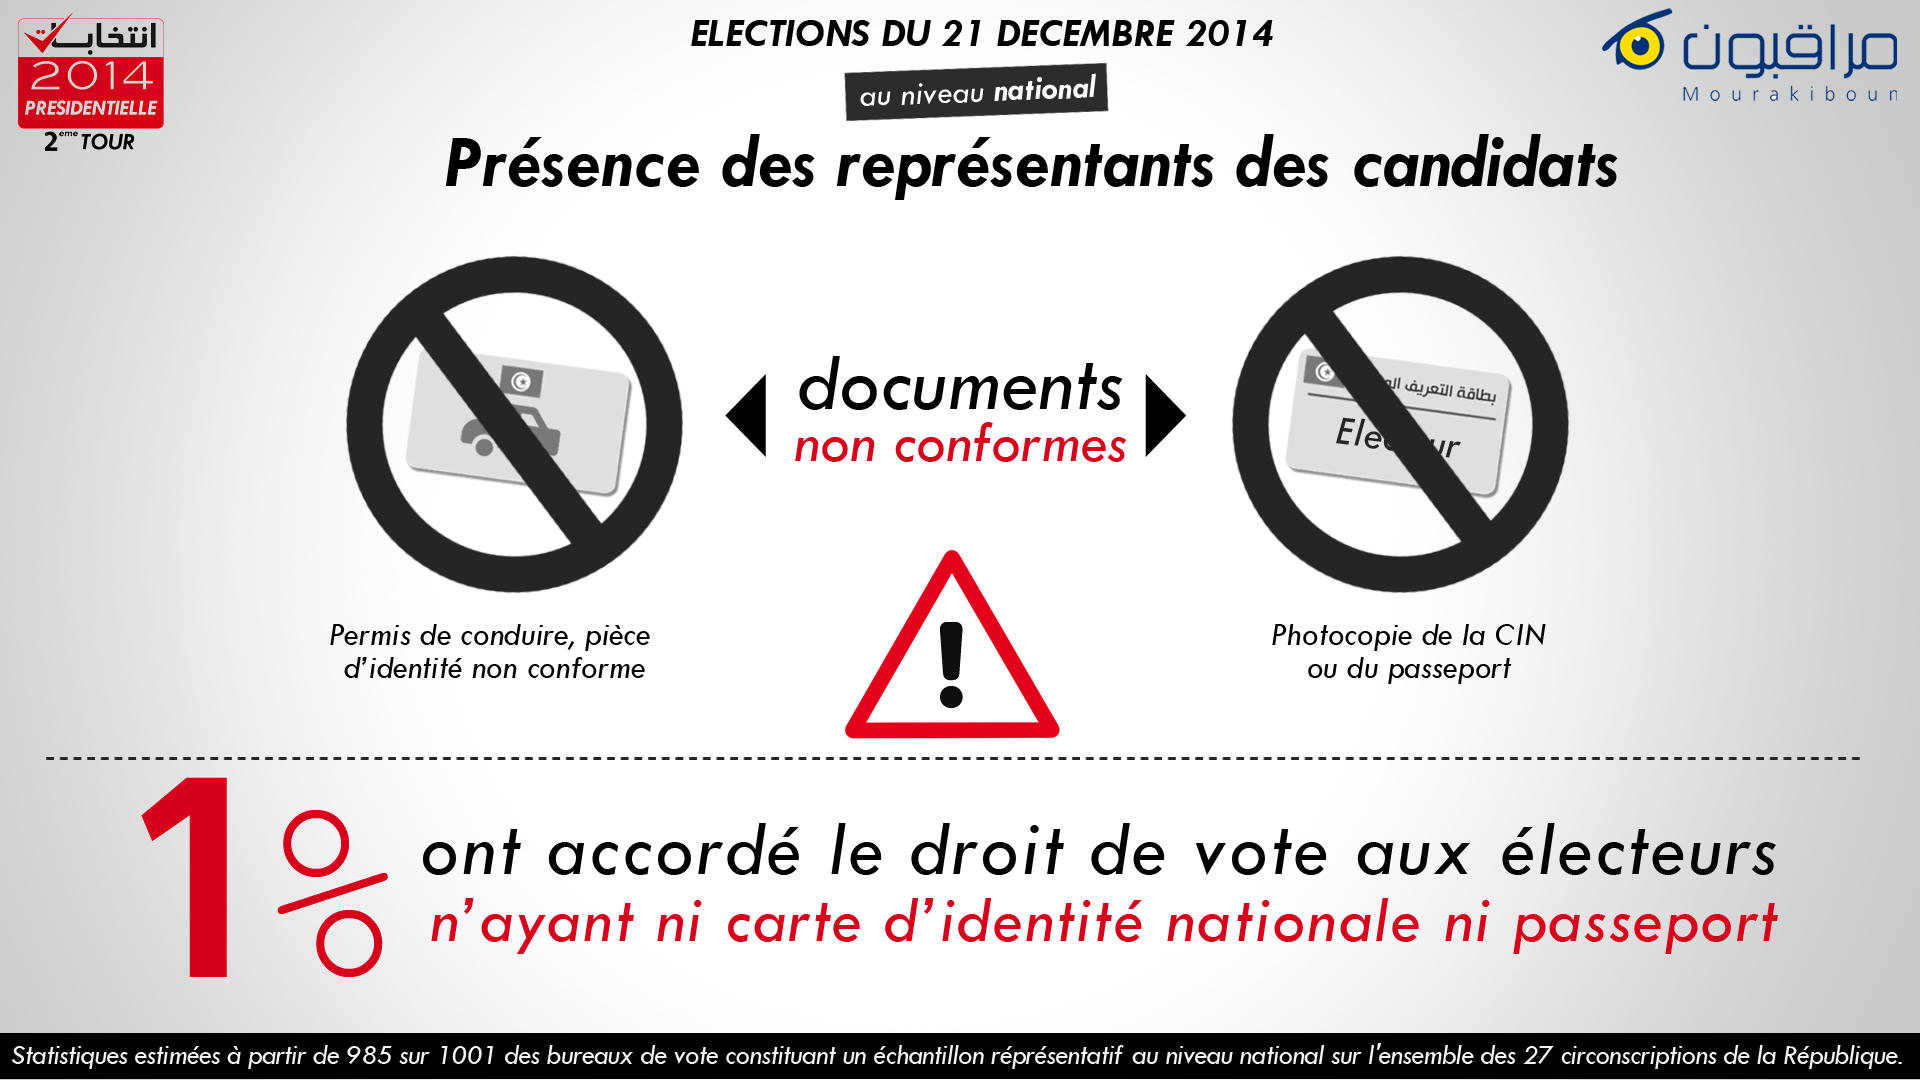 انتخابات
2014
PRESIDENTIELLE
2eme TOUR
ELECTIONS DU 21 DECEMBRE 2014
au niveau national
مراقبون
Mourakiboun
Présence des représentants des candidats
documents
non conformes
بطاقة التعريف
Permis de conduire, pièce
d’identité non conforme
Photocopie de la CIN
ou du passeport
1%
ont accordé le droit de vote aux électeurs
n’ayant ni carte d’identité nationale ni passeport
Statistiques estimées à partir de 985 sur 1001 des bureaux de vote constituant un échantillon réprésentatif au niveau national sur l'ensemble des 27 circonscriptions de la République.